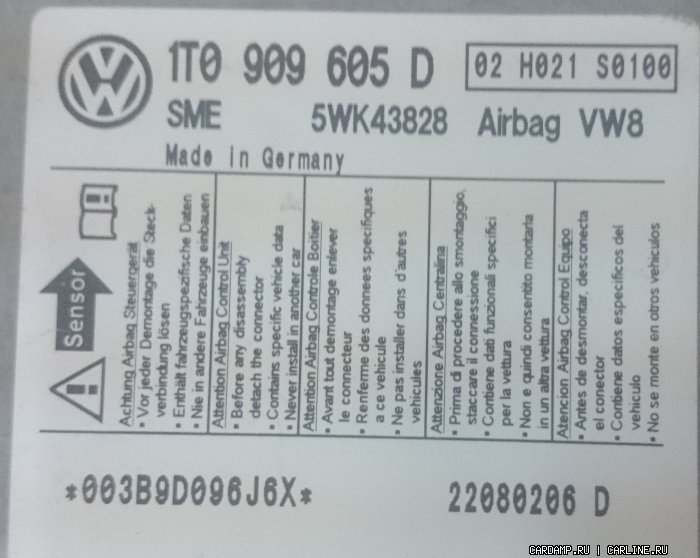 1T0 909 605 D
02 H021 S0100
SME
5WK43828
Airbag VW8
Made in Germany
Sensor
Achtung Airbag Steuergerät
• Vor jeder Demontage die Steck-
verbindung lösen
• Enthält fahrzeugspezifische Daten
• Nie in andere Fahrzeuge einbauen
Attention Airbag Control Unit
• Before any disassembly
detach the connector
• Contains specific vehicle data
• Never install in another car
Attention Airbag Controle Boitier
• Avant tout demontage enlever
le connecteur
• Renferme des donnees specifiques
a ce vehicule
• Ne pas installer dans d'autres
vehicules
Attenzione Airbag Centralina
• Prima di procedere allo smontaggio,
staccare il connessione
• Contiene dati funzionali specifici
per la vettura
• Non e quindi consentito montarla
in un altra vettura
Atencion Airbag Control Equipo
• Antes de desmontar, desconecta
el conector
• Contiene datos especificos del
vehiculo
• No se monte en otros vehiculos
*003B9D096J6X*
22080206 D
CARDAMP.RU | CARLINE.RU